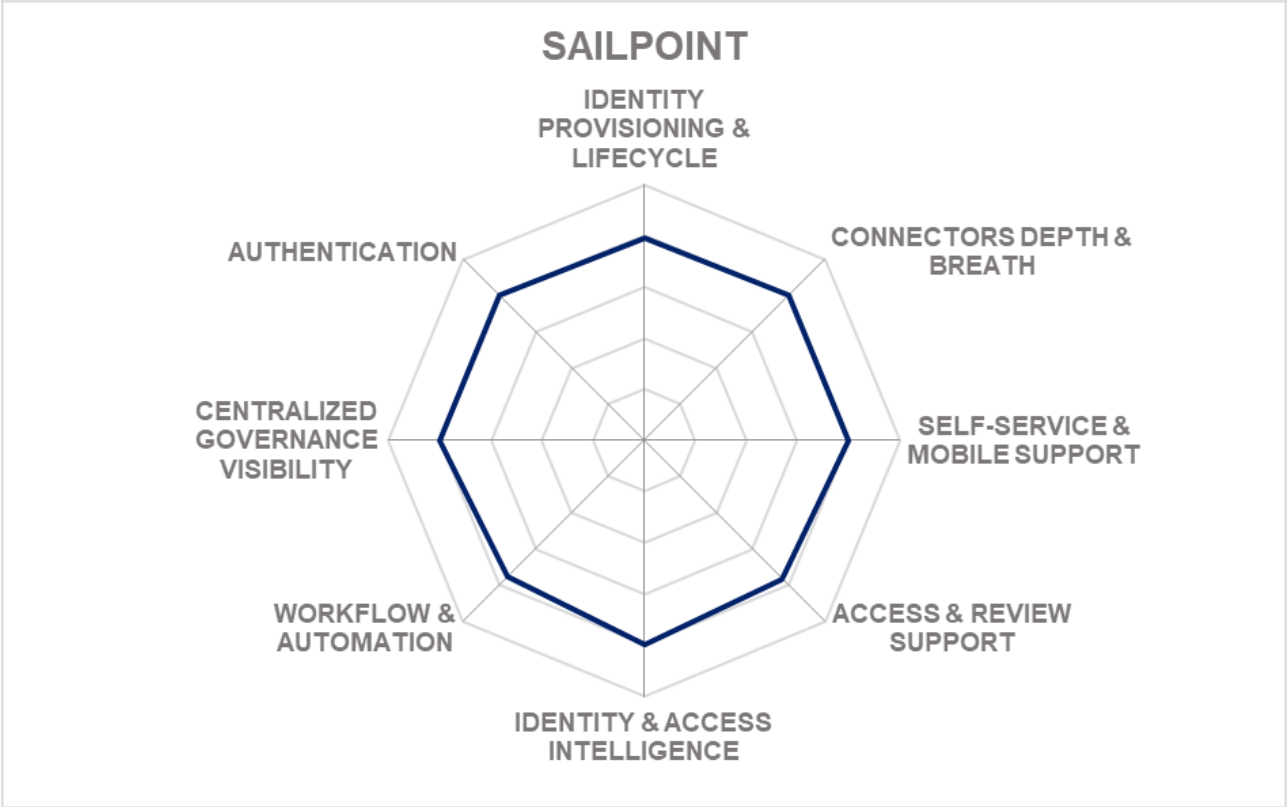 SAILPOINT
IDENTITY
PROVISIONING &
LIFECYCLE
CONNECTORS DEPTH &
BREATH
SELF-SERVICE &
MOBILE SUPPORT
ACCESS & REVIEW
SUPPORT
IDENTITY & ACCESS
INTELLIGENCE
WORKFLOW &
AUTOMATION
CENTRALIZED
GOVERNANCE
VISIBILITY
AUTHENTICATION